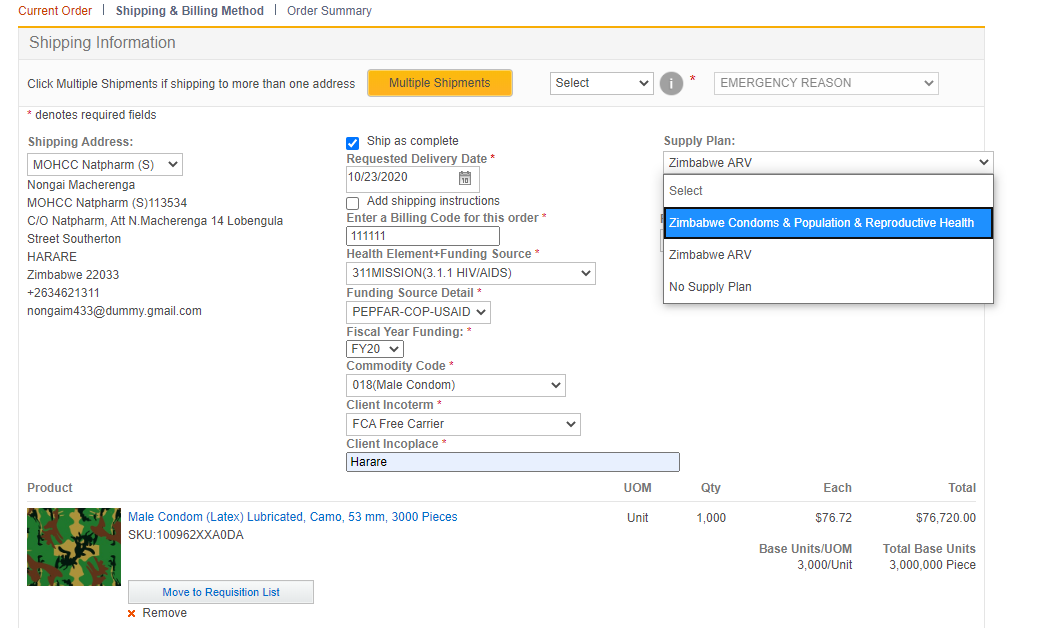 Current Order | Shipping & Billing Method | Order Summary
Shipping Information
Click Multiple Shipments if shipping to more than one address Multiple Shipments Select i * EMERGENCY REASON
* denotes required fields
Shipping Address:
MOHCC Natpharm (S)
Nongai Macherenga
MOHCC Natpharm (S)113534
C/O Natpharm, Att N.Macherenga 14 Lobengula
Street Southerton
HARARE
Zimbabwe 22033
+2634621311
nongaim433@dummy.gmail.com
Ship as complete
Requested Delivery Date *
10/23/2020
Add shipping instructions
Enter a Billing Code for this order *
111111
Health Element+Funding Source *
311MISSION(3.1.1 HIV/AIDS)
Funding Source Detail *
PEPFAR-COP-USAID
Fiscal Year Funding: *
FY20
Commodity Code *
018(Male Condom)
Client Incoterm *
FCA Free Carrier
Client Incoplace *
Harare
Supply Plan:
Zimbabwe ARV
Select
Zimbabwe Condoms & Population & Reproductive Health
Zimbabwe ARV
No Supply Plan
Product UOM Qty Each Total
Male Condom (Latex) Lubricated, Camo, 53 mm, 3000 Pieces Unit 1,000 $76.72 $76,720.00
SKU:100962XXA0DA
Base Units/UOM Total Base Units
3,000/Unit 3,000,000 Piece
Move to Requisition List
× Remove